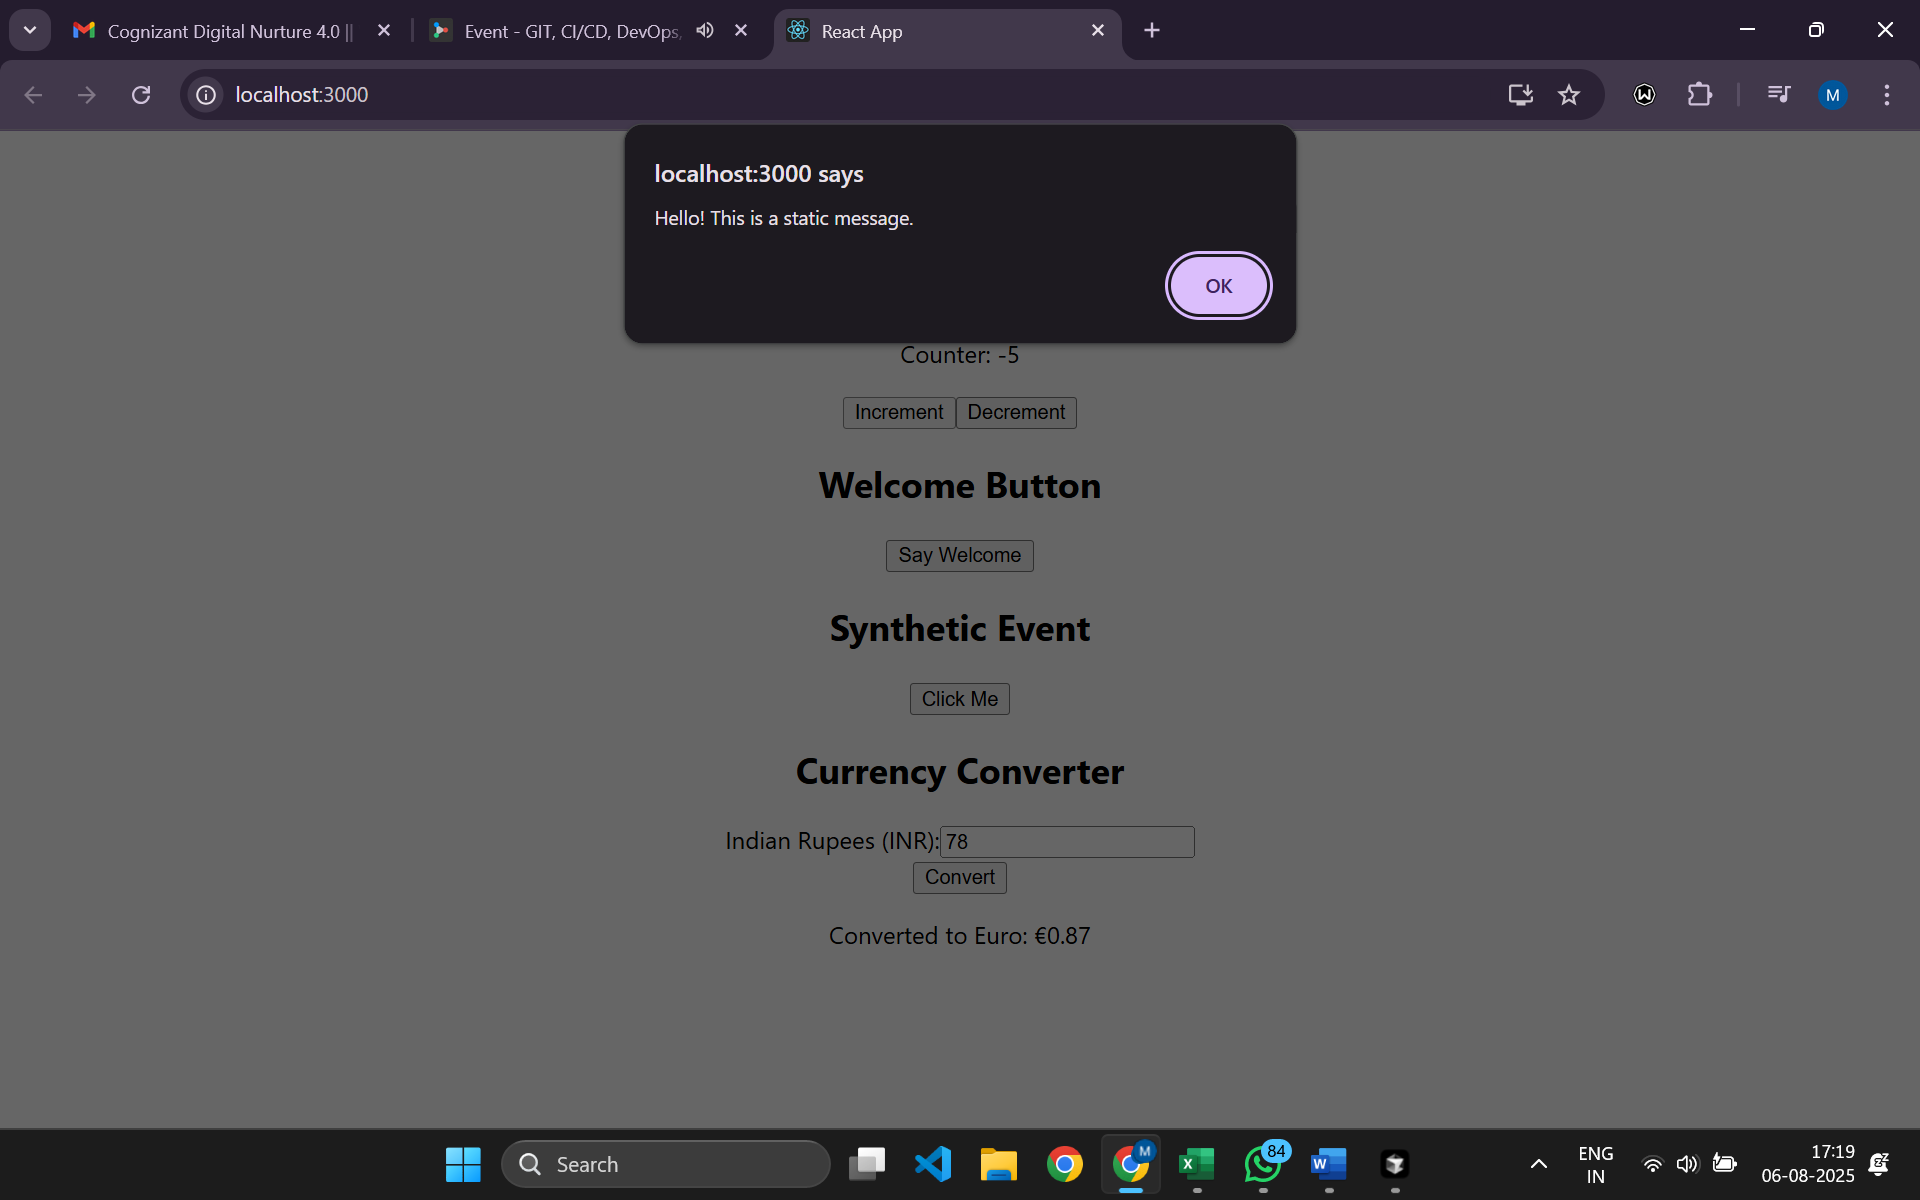 Cognizant Digital Nurture 4.0 ||
Event - GIT, CI/CD, DevOps,
React App
localhost:3000
M
localhost:3000 says
Hello! This is a static message.
OK
Counter: -5
Increment Decrement
Welcome Button
Say Welcome
Synthetic Event
Click Me
Currency Converter
Indian Rupees (INR): 78
Convert
Converted to Euro: €0.87
Search
M
X
84
W
ENG
IN
17:19
06-08-2025